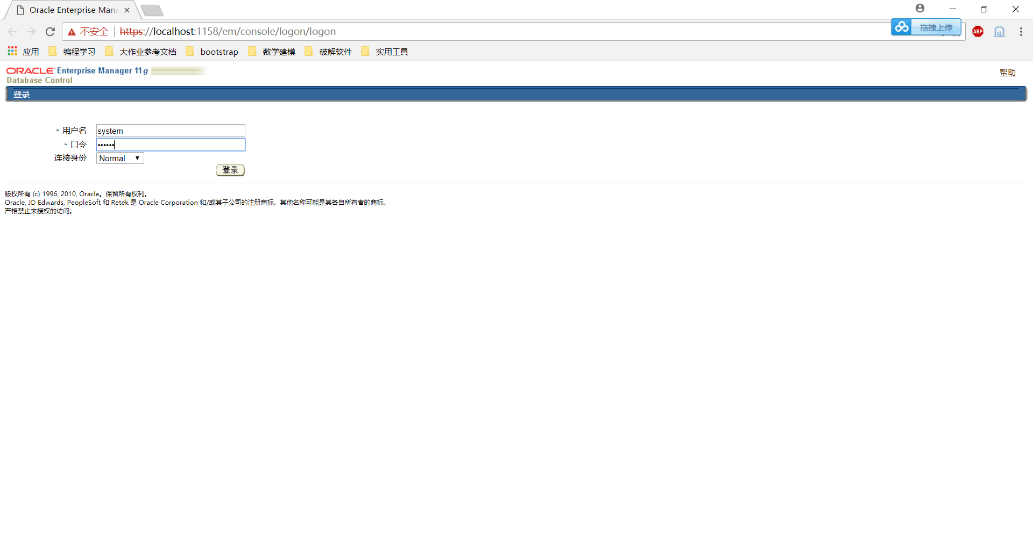 Oracle Enterprise Man
不安全 https://localhost:1158/em/console/logon/logon
拖拽上传
ABP
应用 编程学习 大作业参考文档 bootstrap 数学建模 破解软件 实用工具
ORACLE Enterprise Manager 11g
Database Control
帮助
登录
* 用户名 system
* 口令 ••••••
连接身份 Normal
登录
版权所有 (c) 1996, 2010, Oracle。保留所有权利。
Oracle, JD Edwards, PeopleSoft 和 Retek 是 Oracle Corporation 和/或其子公司的注册商标。其他名称可能是其各自所有者的商标。
严格禁止未授权的访问。